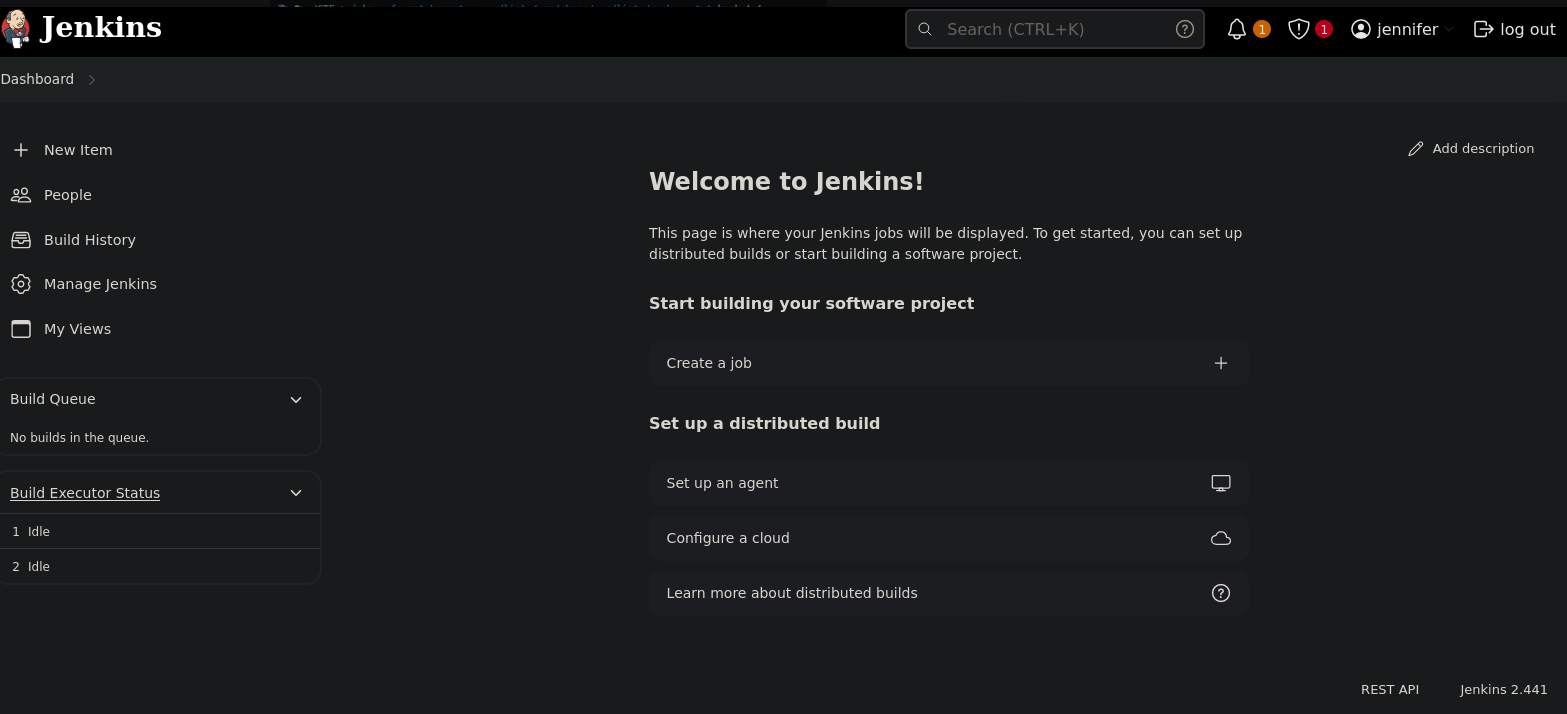 Jenkins
Search (CTRL+K)
1
1
jennifer
log out
Dashboard
New Item
People
Build History
Manage Jenkins
My Views
Build Queue
No builds in the queue.
Build Executor Status
1 Idle
2 Idle
Add description
Welcome to Jenkins!
This page is where your Jenkins jobs will be displayed. To get started, you can set up
distributed builds or start building a software project.
Start building your software project
Create a job
Set up a distributed build
Set up an agent
Configure a cloud
Learn more about distributed builds
REST API
Jenkins 2.441